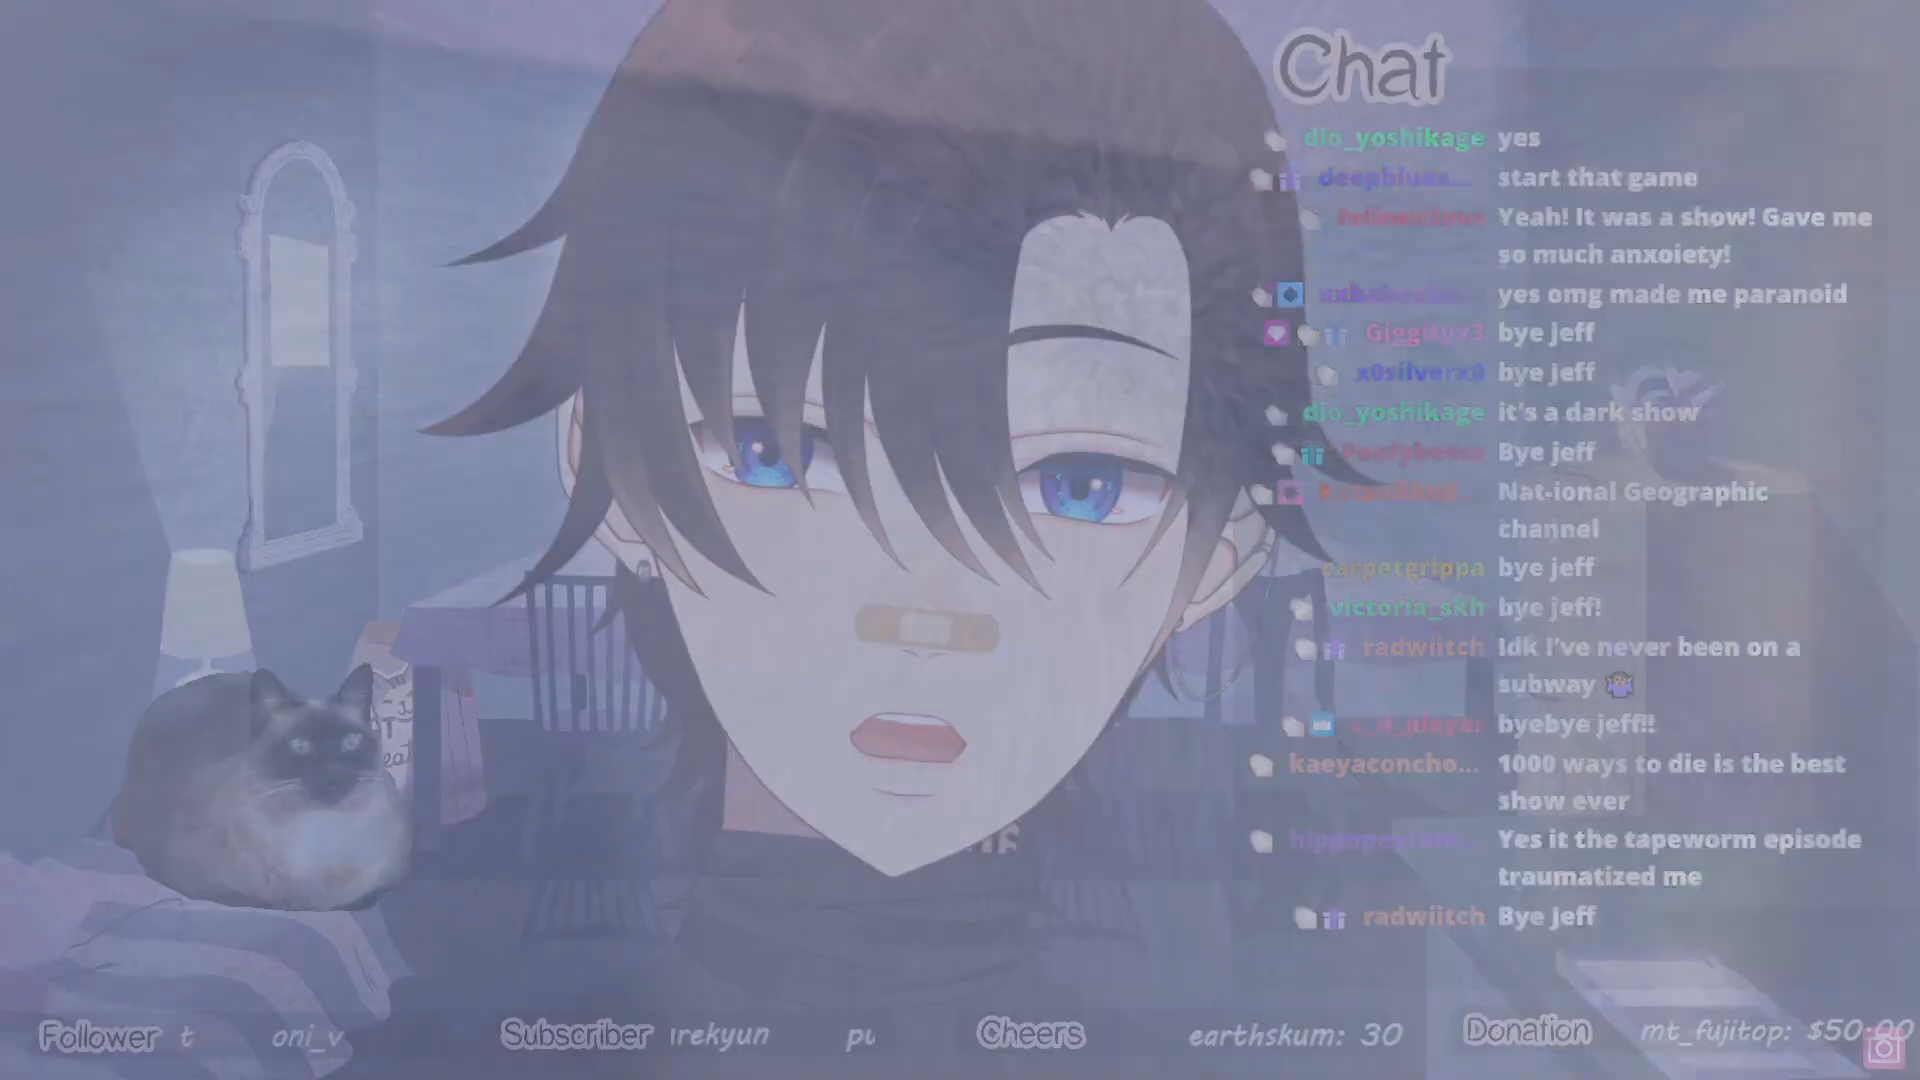 Chat
dio_yoshikage yes
start that game
Yeah! It was a show! Gave me
so much anxoiety!
yes omg made me paranoid
Giggityx3 bye jeff
x0silverx0 bye jeff
dio_yoshikage it's a dark show
Bye jeff
Nat-ional Geographic
channel
carpetgrippa bye jeff
victoria_skh bye jeff!
radwiitch Idk I've never been on a
subway
byebye jeff!!
kaeyaconcho... 1000 ways to die is the best
show ever
Yes it the tapeworm episode
traumatized me
radwiitch Bye jeff
Follower t oni_v Subscriber urekyun pu Cheers earthskum: 30 Donation mt_fujitop: $50.00